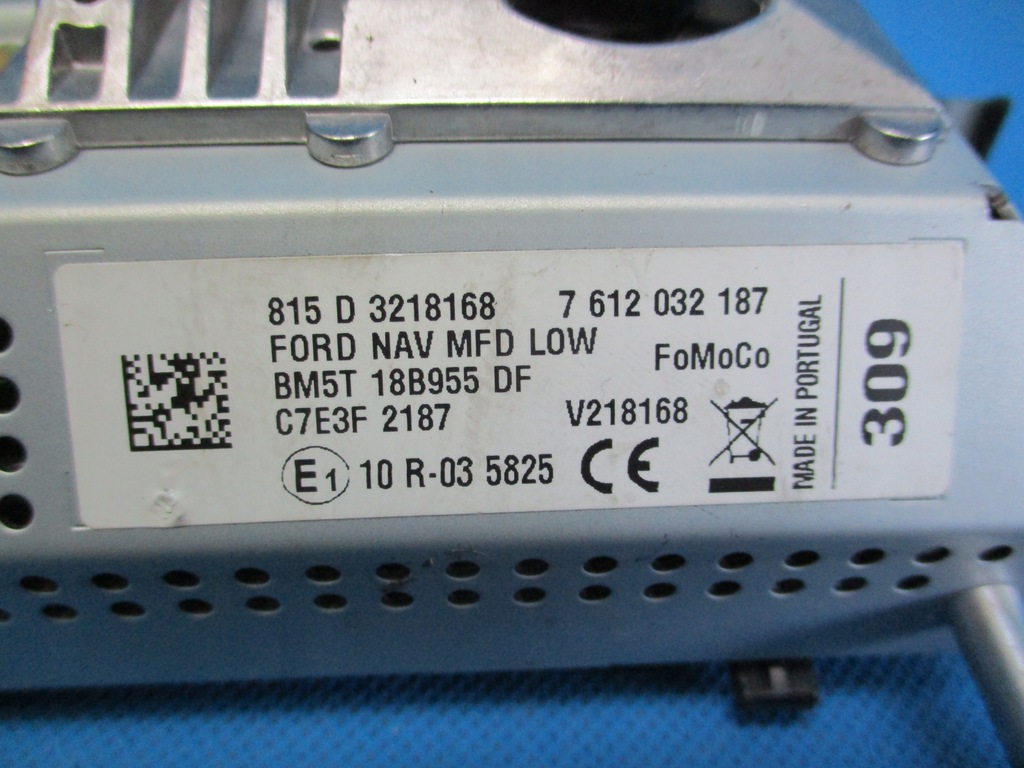 815 D 3218168 7 612 032 187
FORD NAV MFD LOW
FoMoCo
BM5T 18B955 DF
C7E3F 2187 V218168
E1 10 R-03 5825 CE
MADE IN PORTUGAL
309